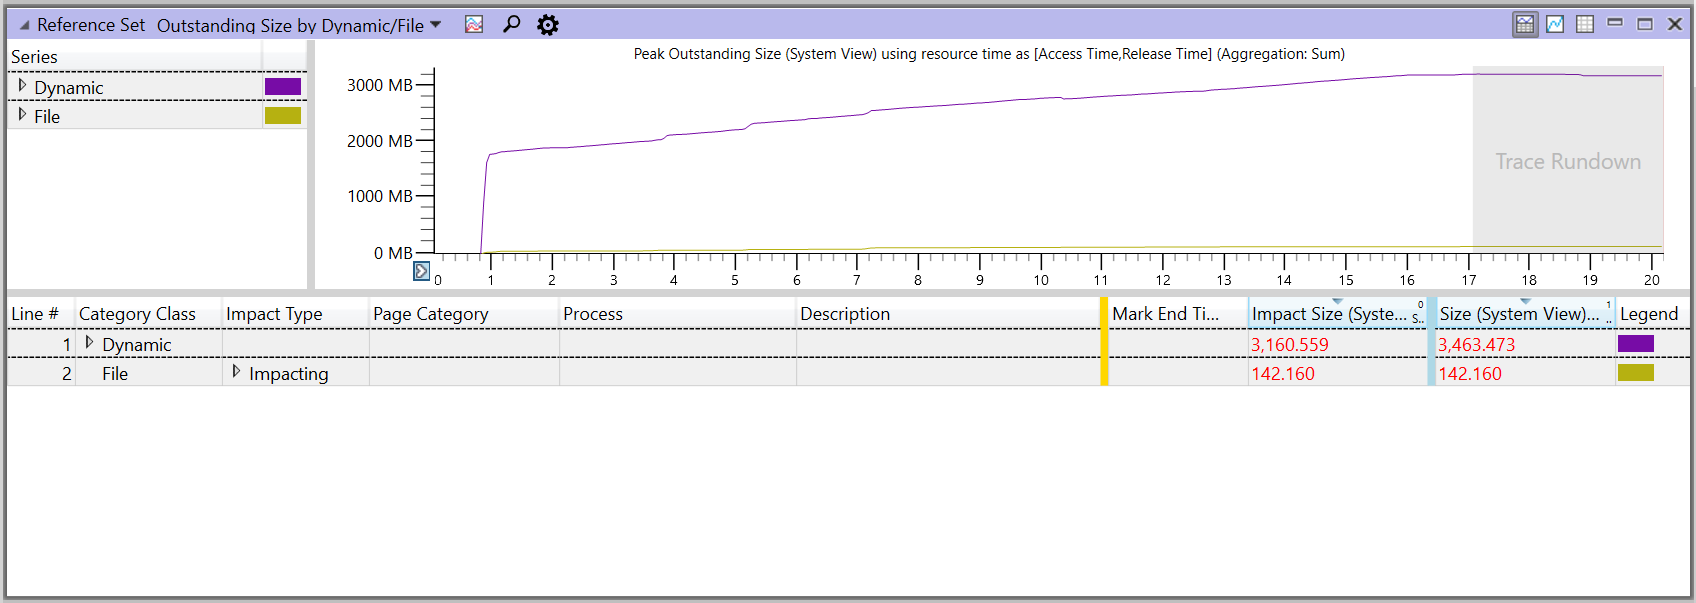 Reference Set Outstanding Size by Dynamic/File
Series
Dynamic
File
Peak Outstanding Size (System View) using resource time as [Access Time,Release Time] (Aggregation: Sum)
3000 MB
2000 MB
1000 MB
0 MB
Trace Rundown
0 1 2 3 4 5 6 7 8 9 10 11 12 13 14 15 16 17 18 19 20
Line # Category Class Impact Type Page Category Process Description Mark End Ti... Impact Size (Syste... 0 S.. Size (System View)... 1 .. Legend
1 Dynamic 3,160.559 3,463.473
2 File Impacting 142.160 142.160